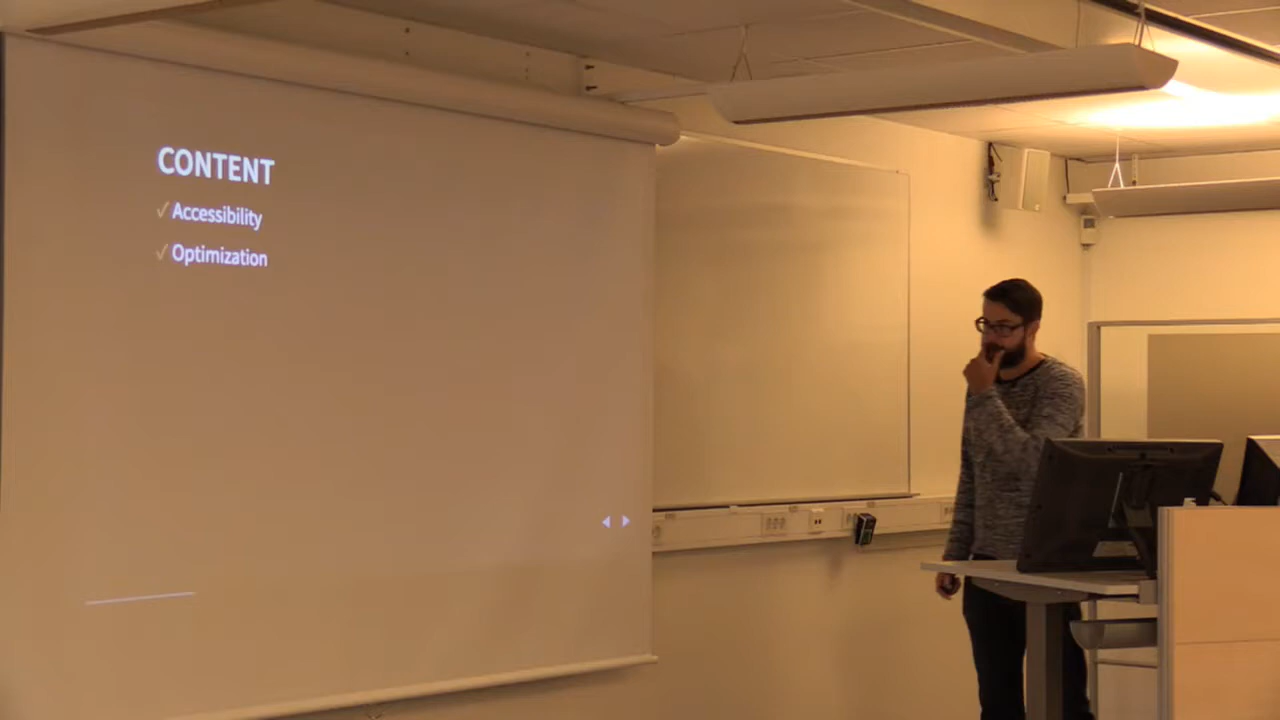 CONTENT
✓ Accessibility
✓ Optimization